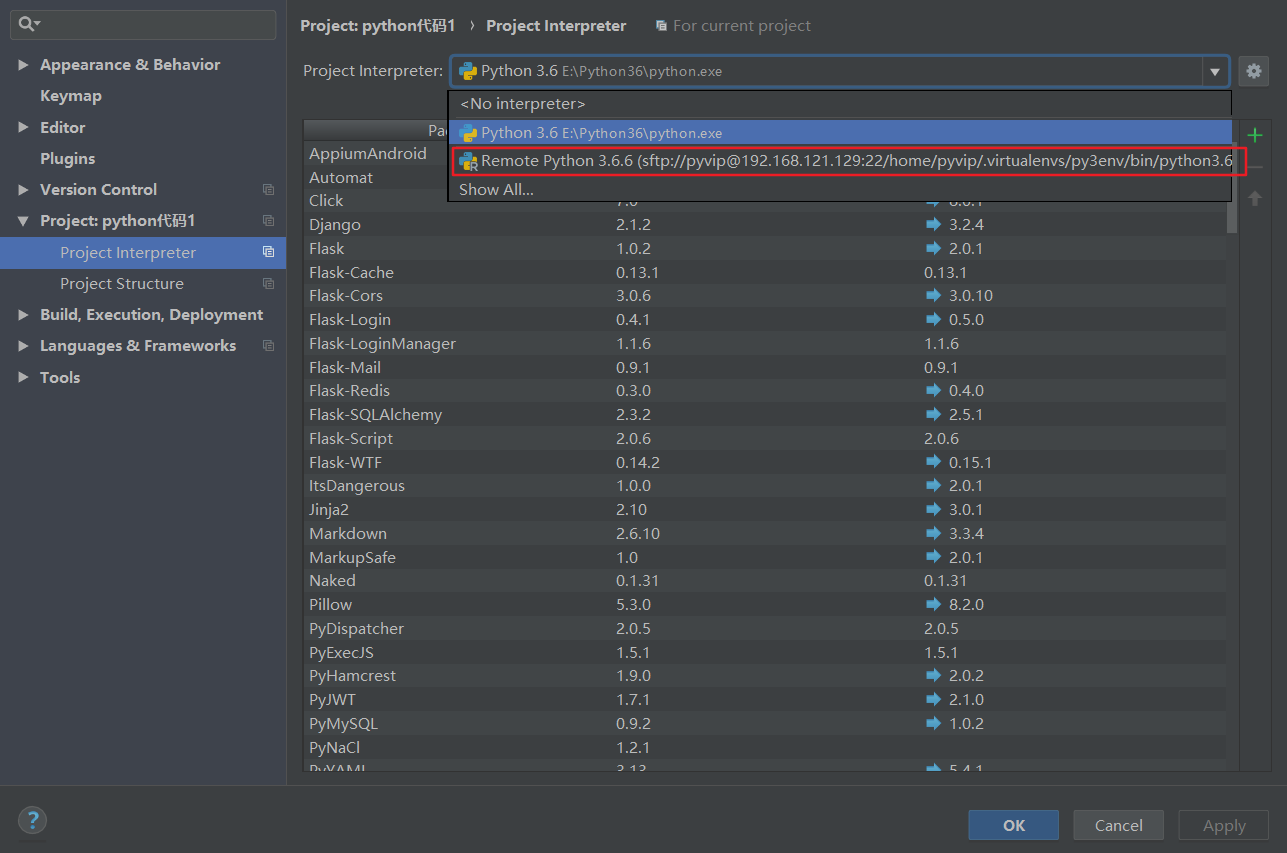 Project: python代码1 › Project Interpreter For current project
Appearance & Behavior
Keymap
Editor
Plugins
Version Control
Project: python代码1
Project Interpreter
Project Structure
Build, Execution, Deployment
Languages & Frameworks
Tools
Project Interpreter: Python 3.6 E:\Python36\python.exe
<No interpreter>
Python 3.6 E:\Python36\python.exe
Remote Python 3.6.6 (sftp://pyvip@192.168.121.129:22/home/pyvip/.virtualenvs/py3env/bin/python3.6
Show All...
AppiumAndroid
Automat
Click
Django 2.1.2 3.2.4
Flask 1.0.2 2.0.1
Flask-Cache 0.13.1 0.13.1
Flask-Cors 3.0.6 3.0.10
Flask-Login 0.4.1 0.5.0
Flask-LoginManager 1.1.6 1.1.6
Flask-Mail 0.9.1 0.9.1
Flask-Redis 0.3.0 0.4.0
Flask-SQLAlchemy 2.3.2 2.5.1
Flask-Script 2.0.6 2.0.6
Flask-WTF 0.14.2 0.15.1
ItsDangerous 1.0.0 2.0.1
Jinja2 2.10 3.0.1
Markdown 2.6.10 3.3.4
MarkupSafe 1.0 2.0.1
Naked 0.1.31 0.1.31
Pillow 5.3.0 8.2.0
PyDispatcher 2.0.5 2.0.5
PyExecJS 1.5.1 1.5.1
PyHamcrest 1.9.0 2.0.2
PyJWT 1.7.1 2.1.0
PyMySQL 0.9.2 1.0.2
PyNaCl 1.2.1
PyYAML 3.13 5.4.1
?
OK Cancel Apply